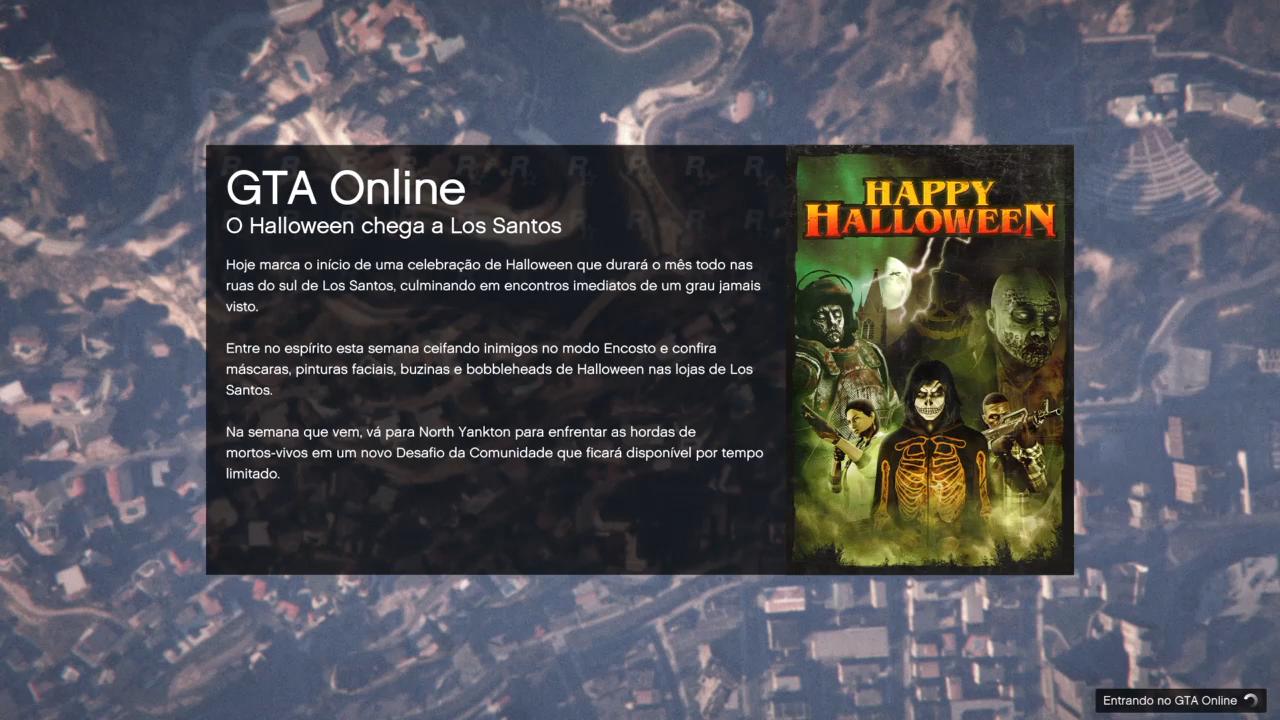 GTA Online
O Halloween chega a Los Santos
Hoje marca o início de uma celebração de Halloween que durará o mês todo nas
ruas do sul de Los Santos, culminando em encontros imediatos de um grau jamais
visto.
Entre no espírito esta semana ceifando inimigos no modo Encosto e confira
máscaras, pinturas faciais, buzinas e bobbleheads de Halloween nas lojas de Los
Santos.
Na semana que vem, vá para North Yankton para enfrentar as hordas de
mortos-vivos em um novo Desafio da Comunidade que ficará disponível por tempo
limitado.
HAPPY
HALLOWEEN
Entrando no GTA Online